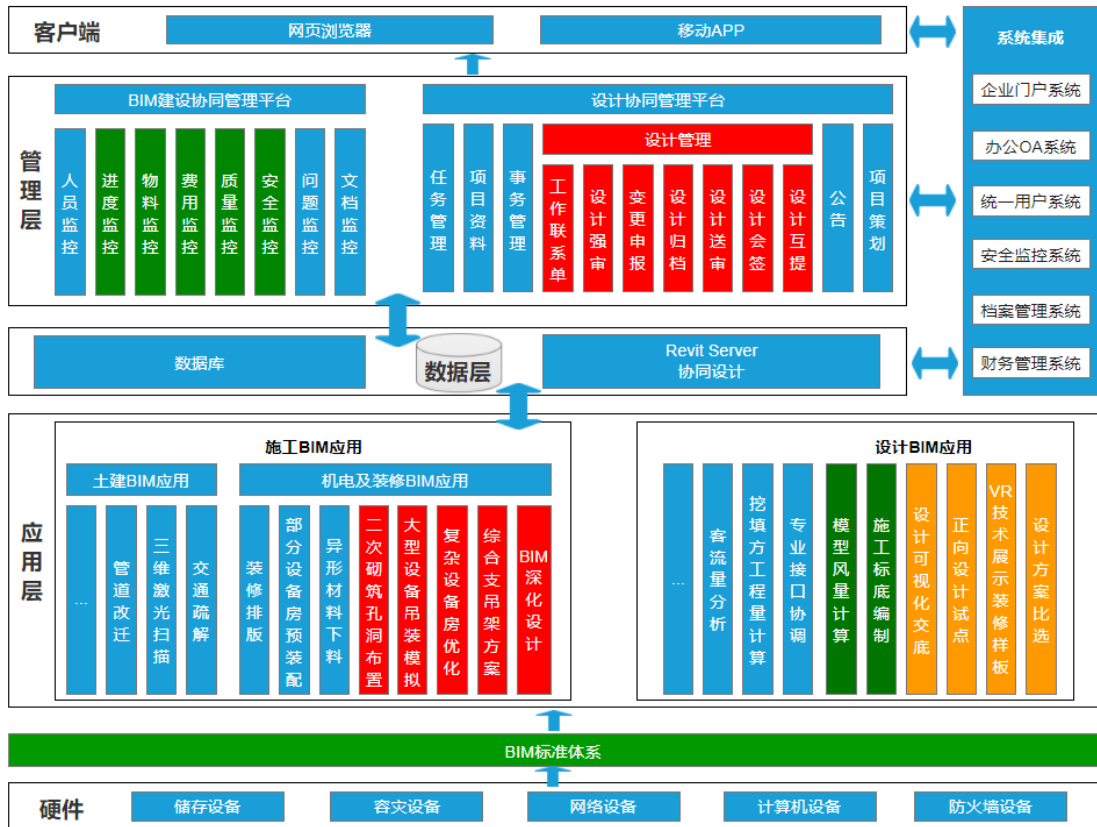 客户端
网页浏览器
移动APP
系统集成
企业门户系统
办公OA系统
统一用户系统
安全监控系统
档案管理系统
财务管理系统
管理层
BIM建设协同管理平台
人员监控
进度监控
物料监控
费用监控
质量监控
安全监控
问题监控
文档监控
设计协同管理平台
任务管理
项目资料
事务管理
设计管理
工作联系单
设计强审
变更申报
设计归档
设计送审
设计会签
设计互提
公告
项目策划
数据库
数据层
Revit Server
协同设计
应用层
施工BIM应用
土建BIM应用
...
管道改迁
三维激光扫描
交通疏解
机电及装修BIM应用
装修排版
部分设备房预装配
异形材料下料
二次砌筑孔洞布置
大型设备吊装模拟
复杂设备房优化
综合支吊架方案
BIM深化设计
设计BIM应用
...
客流量分析
挖填方工程量计算
专业接口协调
模型风量计算
施工标底编制
设计可视化交底
正向设计试点
VR技术展示装修样板
设计方案比选
BIM标准体系
硬件
储存设备
容灾设备
网络设备
计算机设备
防火墙设备